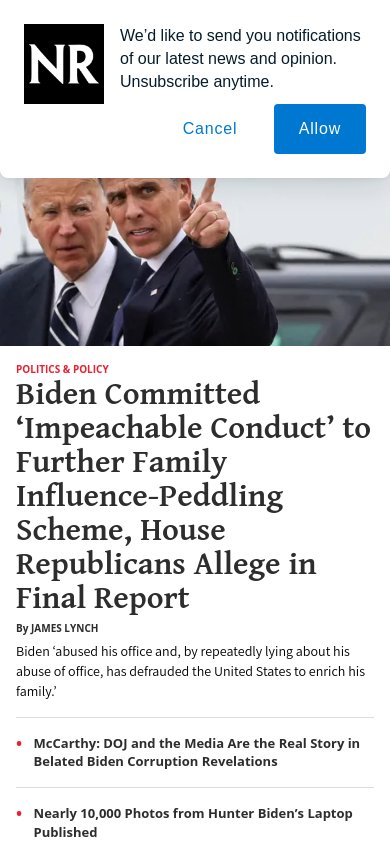 NR
We’d like to send you notifications
of our latest news and opinion.
Unsubscribe anytime.
Cancel
Allow
POLITICS & POLICY
Biden Committed
‘Impeachable Conduct’ to
Further Family
Influence-Peddling
Scheme, House
Republicans Allege in
Final Report
By JAMES LYNCH
Biden ‘abused his office and, by repeatedly lying about his
abuse of office, has defrauded the United States to enrich his
family.’
McCarthy: DOJ and the Media Are the Real Story in
Belated Biden Corruption Revelations
Nearly 10,000 Photos from Hunter Biden’s Laptop
Published